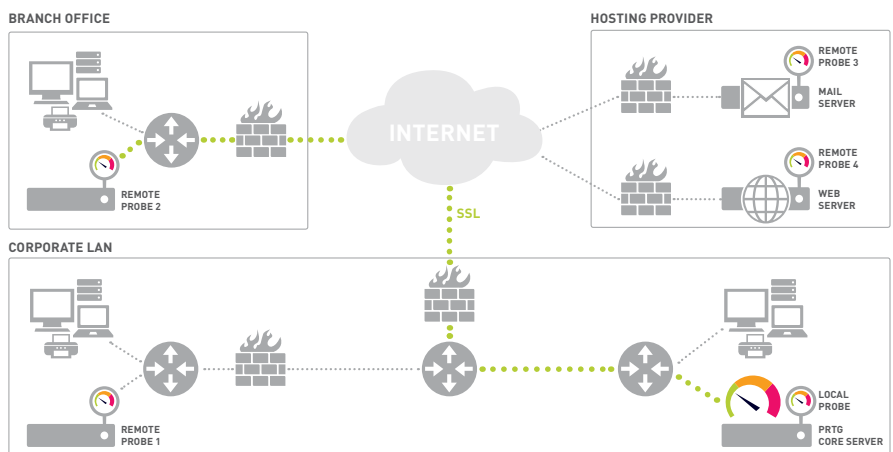 BRANCH OFFICE
HOSTING PROVIDER
REMOTE
PROBE 3
MAIL
SERVER
INTERNET
REMOTE
PROBE 4
WEB
SERVER
REMOTE
PROBE 2
SSL
CORPORATE LAN
LOCAL
PROBE
REMOTE
PROBE 1
PRTG
CORE SERVER